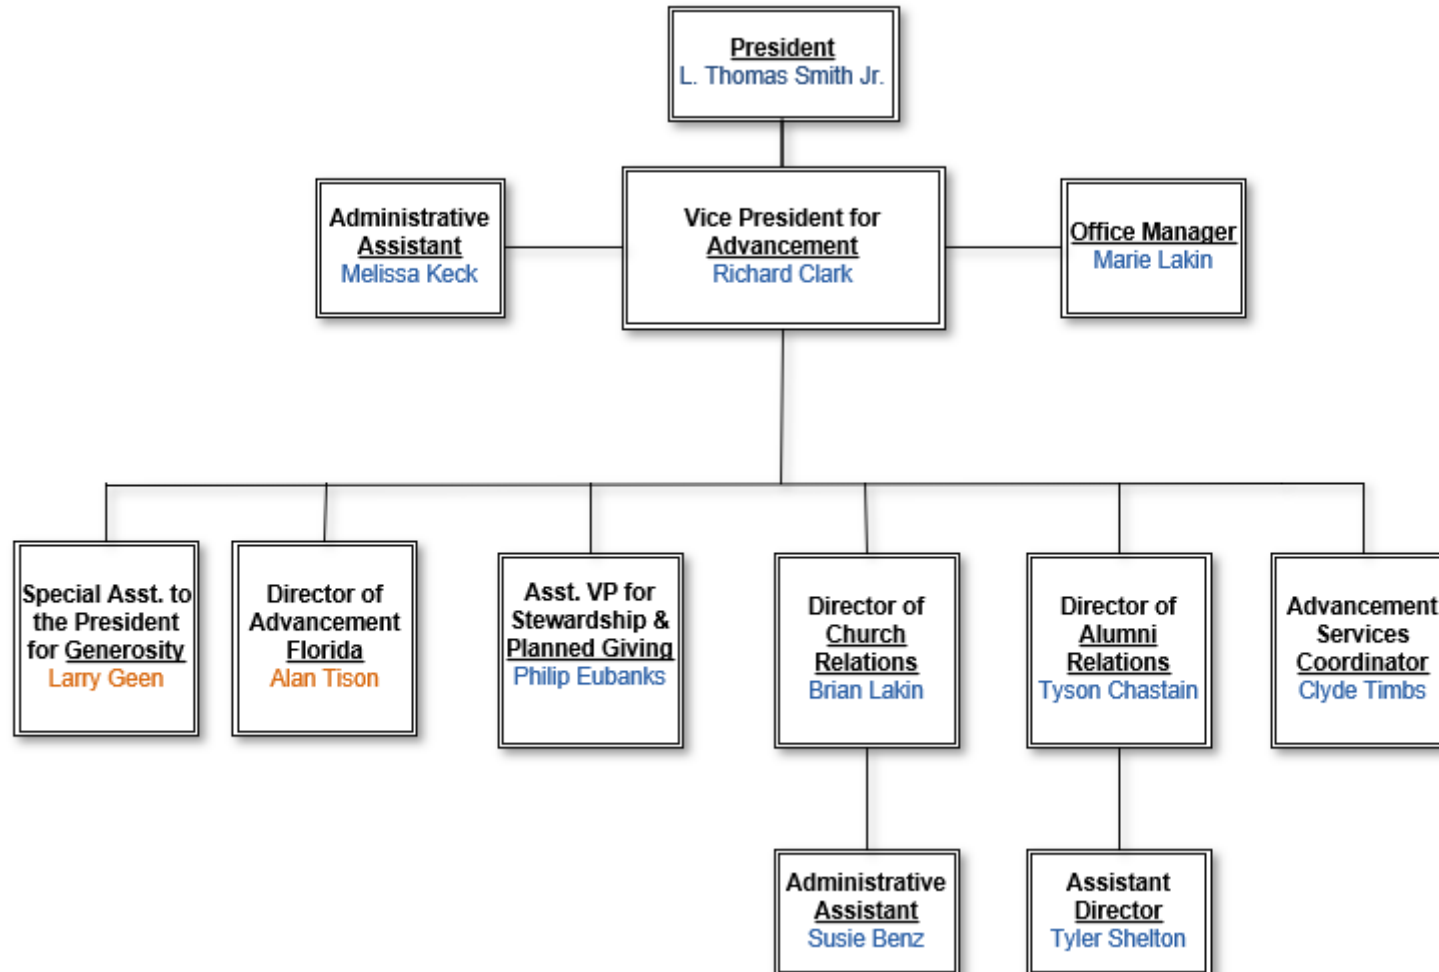 President
L. Thomas Smith Jr.
Administrative
Assistant
Melissa Keck
Vice President for
Advancement
Richard Clark
Office Manager
Marie Lakin
Special Asst. to
the President
for Generosity
Larry Geen
Director of
Advancement
Florida
Alan Tison
Asst. VP for
Stewardship &
Planned Giving
Philip Eubanks
Director of
Church
Relations
Brian Lakin
Director of
Alumni
Relations
Tyson Chastain
Advancement
Services
Coordinator
Clyde Timbs
Administrative
Assistant
Susie Benz
Assistant
Director
Tyler Shelton